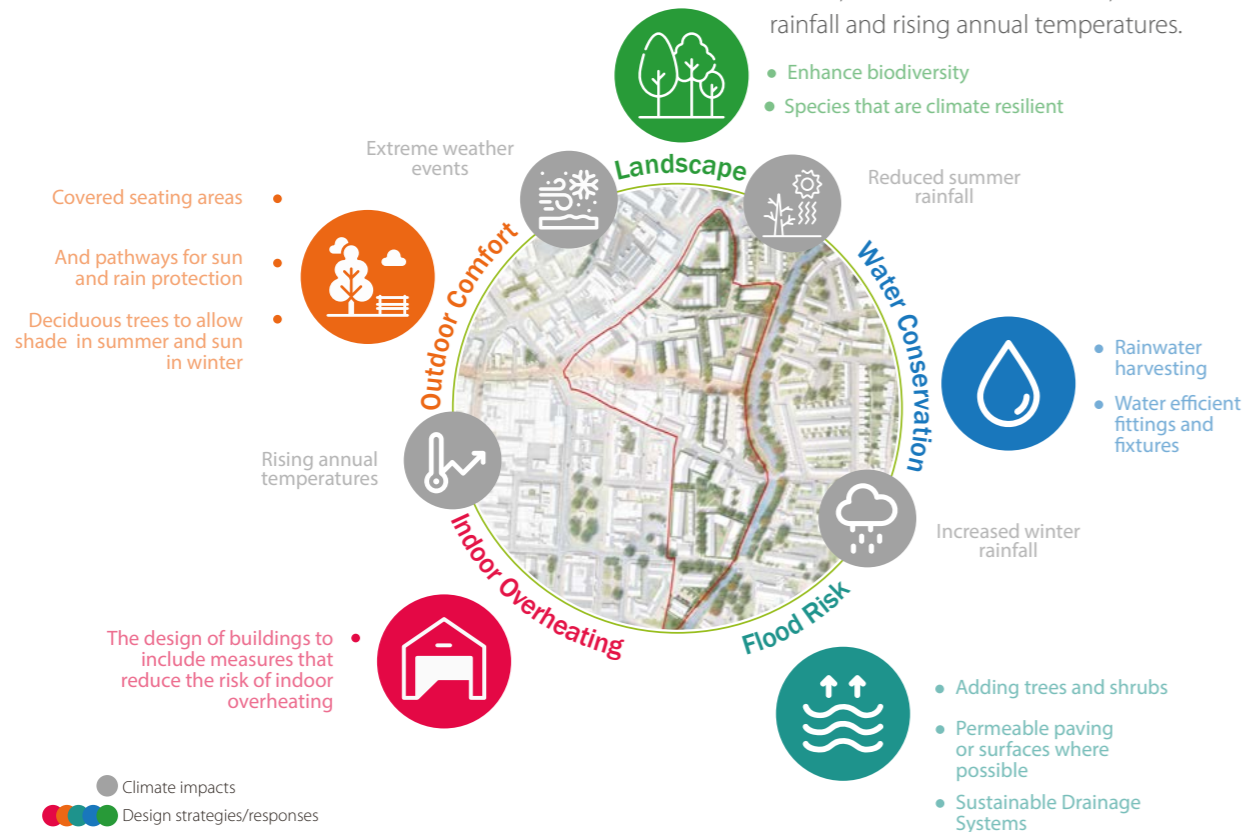 rainfall and rising annual temperatures.
Enhance biodiversity
Species that are climate resilient
Landscape
Extreme weather
events
Reduced summer
rainfall
Covered seating areas
And pathways for sun
and rain protection
Deciduous trees to allow
shade in summer and sun
in winter
Outdoor Comfort
Water Conservation
Rainwater
harvesting
Water efficient
fittings and
fixtures
Rising annual
temperatures
Increased winter
rainfall
Indoor Overheating
Flood Risk
The design of buildings to
include measures that
reduce the risk of indoor
overheating
Adding trees and shrubs
Permeable paving
or surfaces where
possible
Sustainable Drainage
Systems
Climate impacts
Design strategies/responses